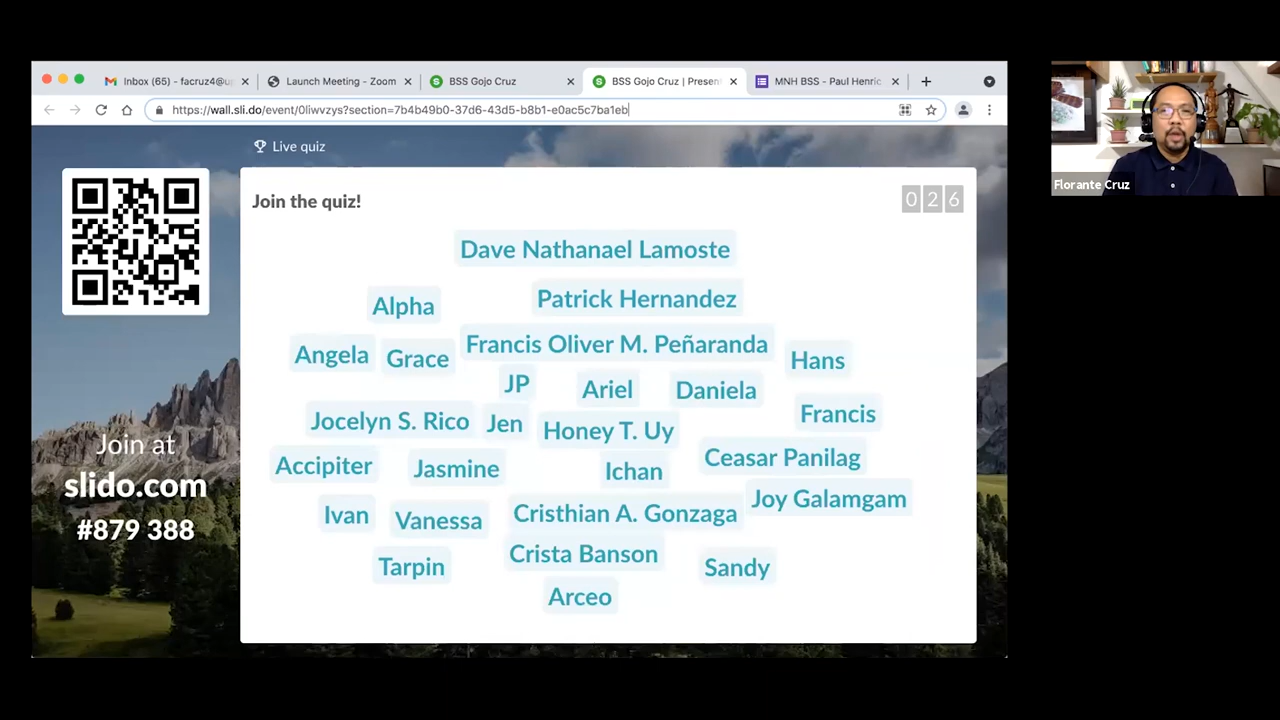 Inbox (65) - facruz4@up
Launch Meeting - Zoom
BSS Gojo Cruz
BSS Gojo Cruz | Presen
MNH BSS - Paul Henric
https://wall.sli.do/event/0liwvzys?section=7b4b49b0-37d6-43d5-b8b1-e0ac5c7ba1eb
Live quiz
Join the quiz!
026
Dave Nathanael Lamoste
Alpha
Patrick Hernandez
Angela
Grace
Francis Oliver M. Peñaranda
Hans
JP
Ariel
Daniela
Jocelyn S. Rico
Jen
Honey T. Uy
Francis
Accipiter
Jasmine
Ichan
Ceasar Panilag
Ivan
Vanessa
Cristhian A. Gonzaga
Joy Galamgam
Tarpin
Crista Banson
Sandy
Arceo
Join at
slido.com
#879 388
Florante Cruz